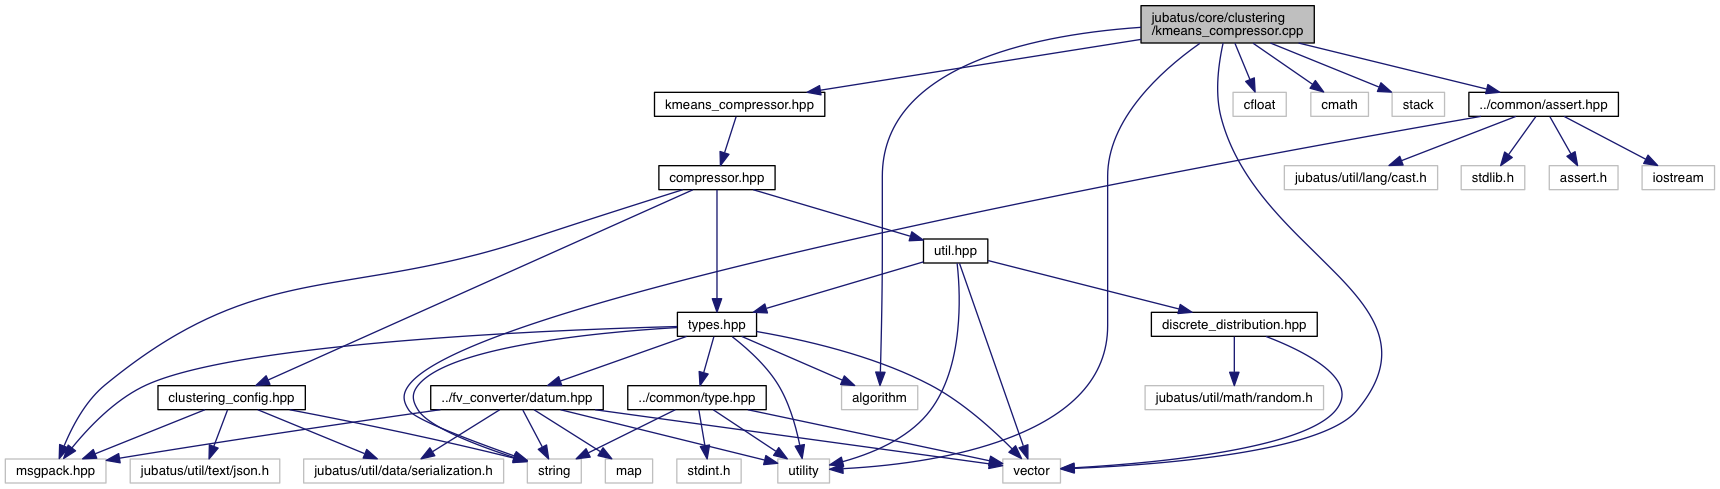 jubatus/core/clustering
/kmeans_compressor.cpp
kmeans_compressor.hpp
cfloat
cmath
stack
../common/assert.hpp
compressor.hpp
jubatus/util/lang/cast.h
stdlib.h
assert.h
iostream
util.hpp
types.hpp
discrete_distribution.hpp
clustering_config.hpp
../fv_converter/datum.hpp
../common/type.hpp
algorithm
jubatus/util/math/random.h
msgpack.hpp
jubatus/util/text/json.h
jubatus/util/data/serialization.h
string
map
stdint.h
utility
vector